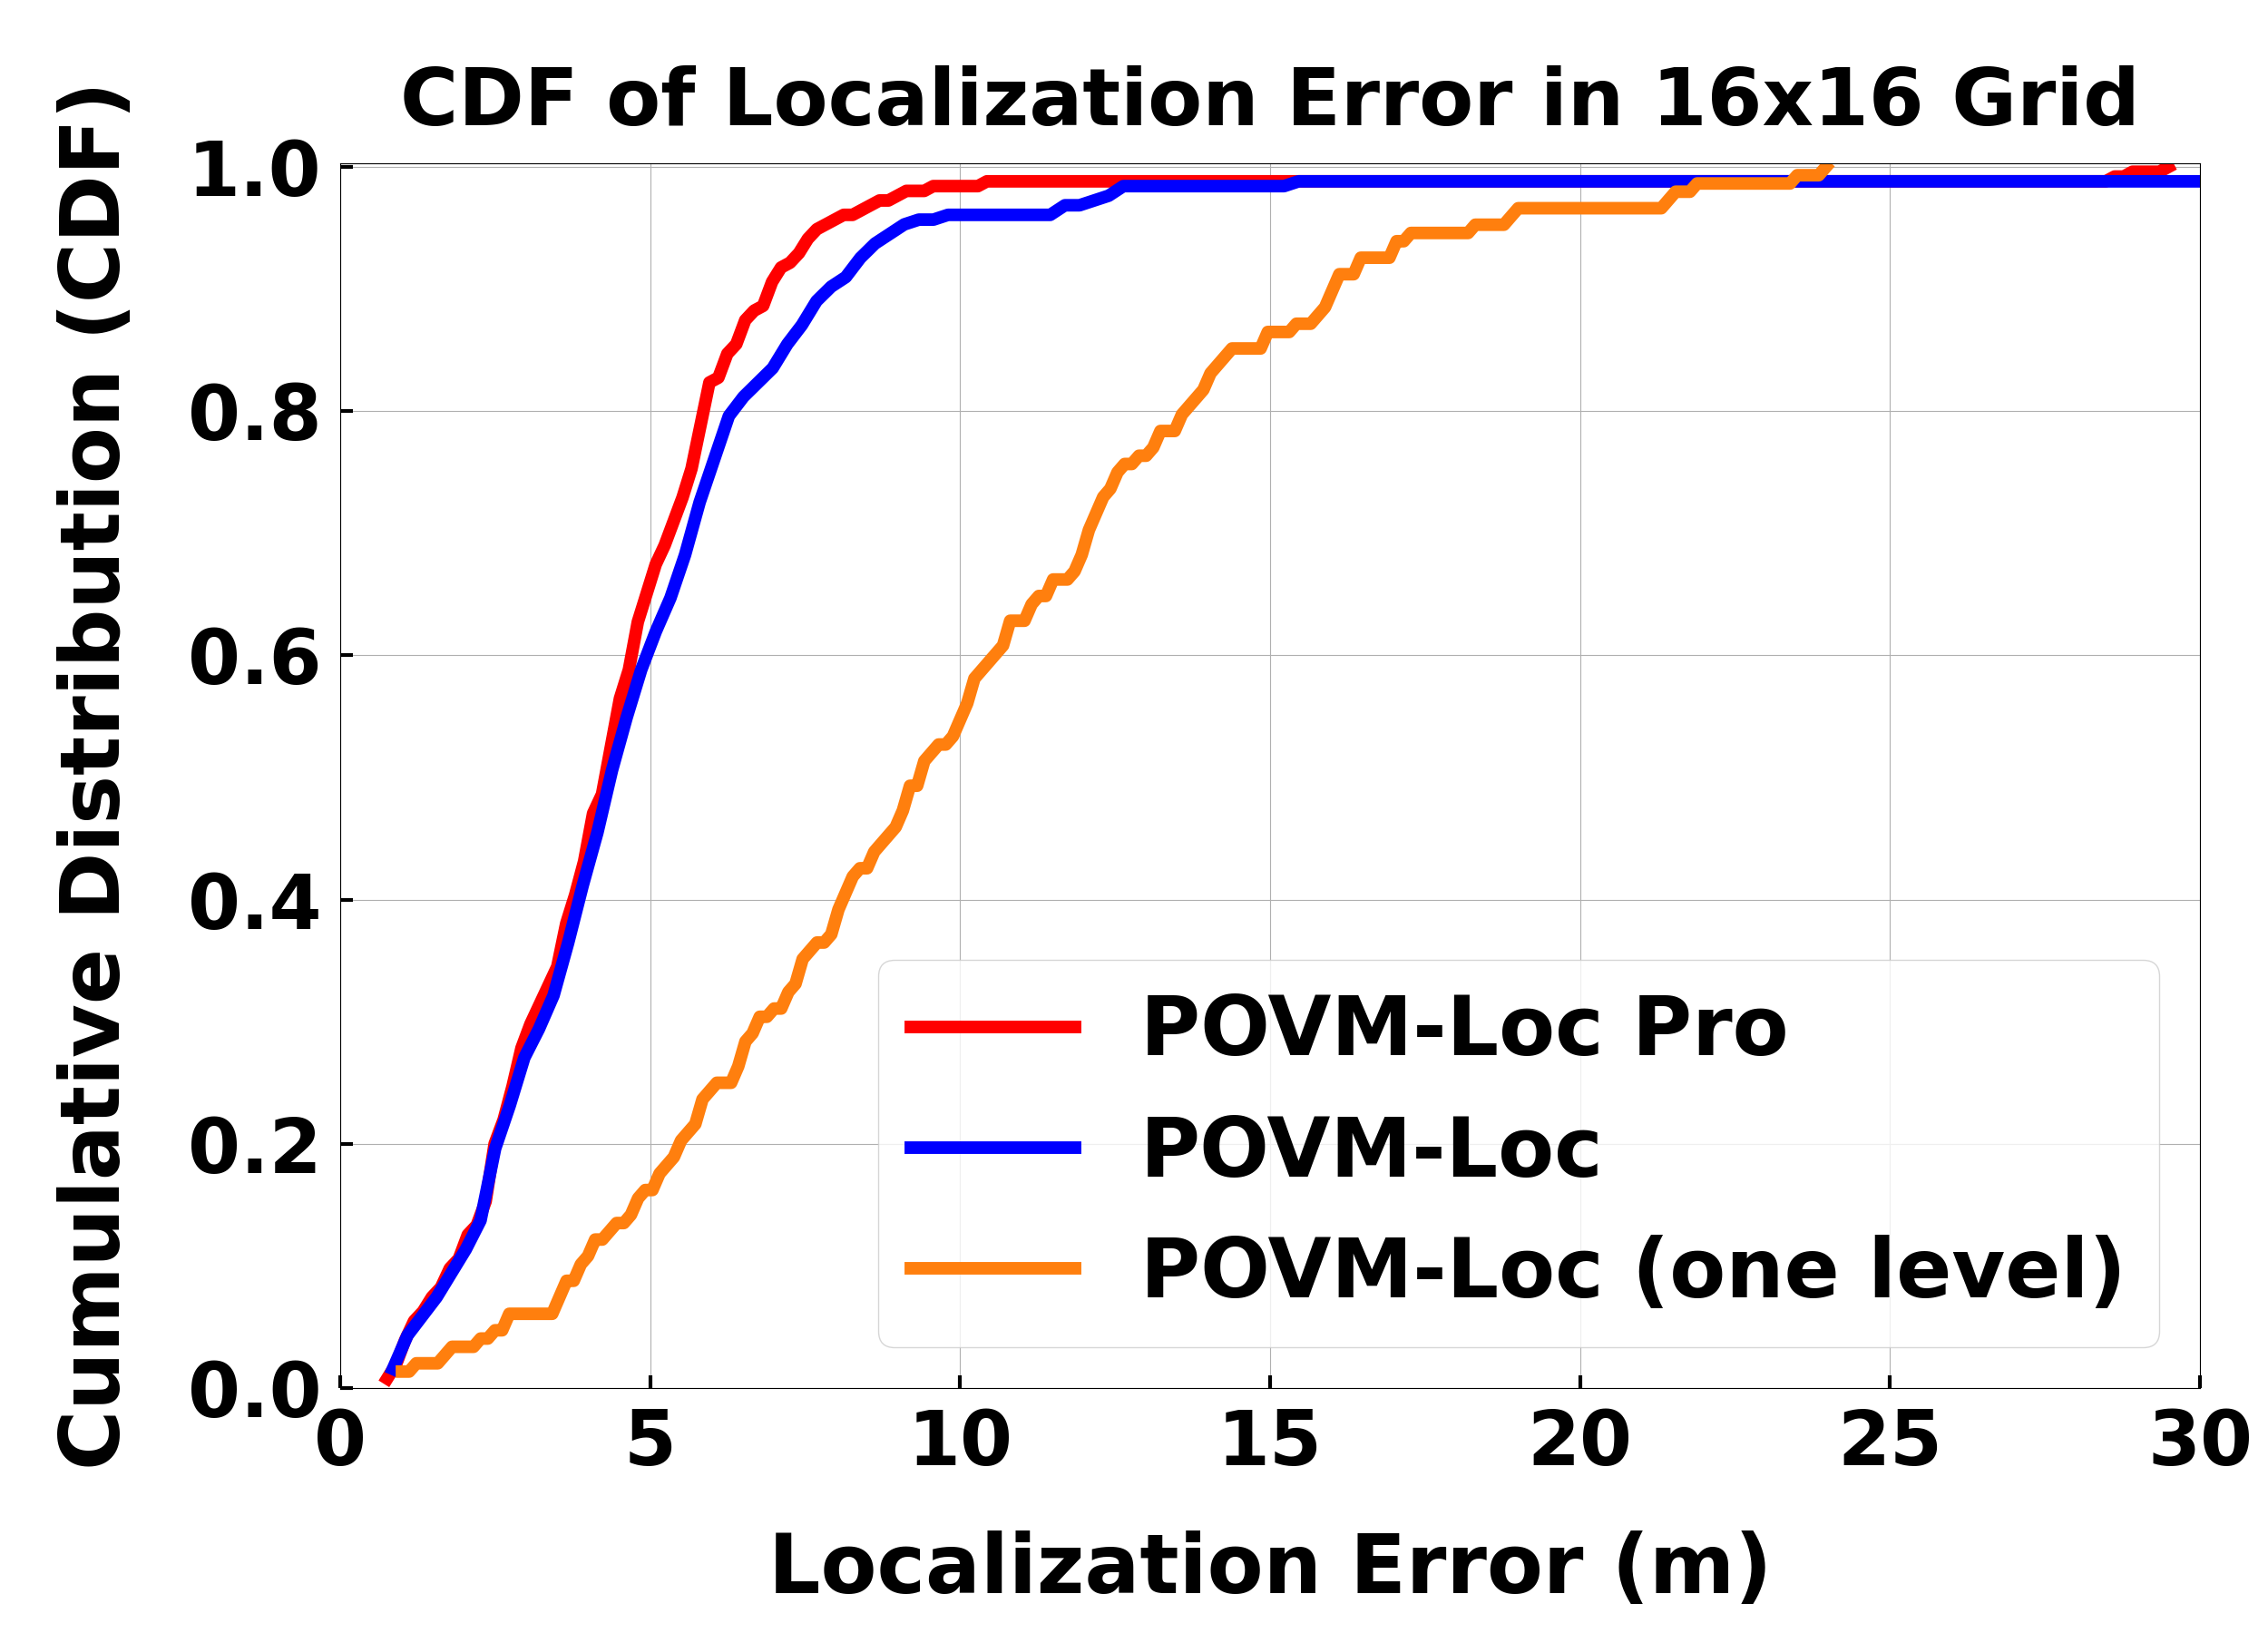 CDF of Localization Error in 16x16 Grid
Cumulative Distribution (CDF)
1.0
0.8
0.6
0.4
0.2
0.0
POVM-Loc Pro
POVM-Loc
POVM-Loc (one level)
0 5 10 15 20 25 30
Localization Error (m)